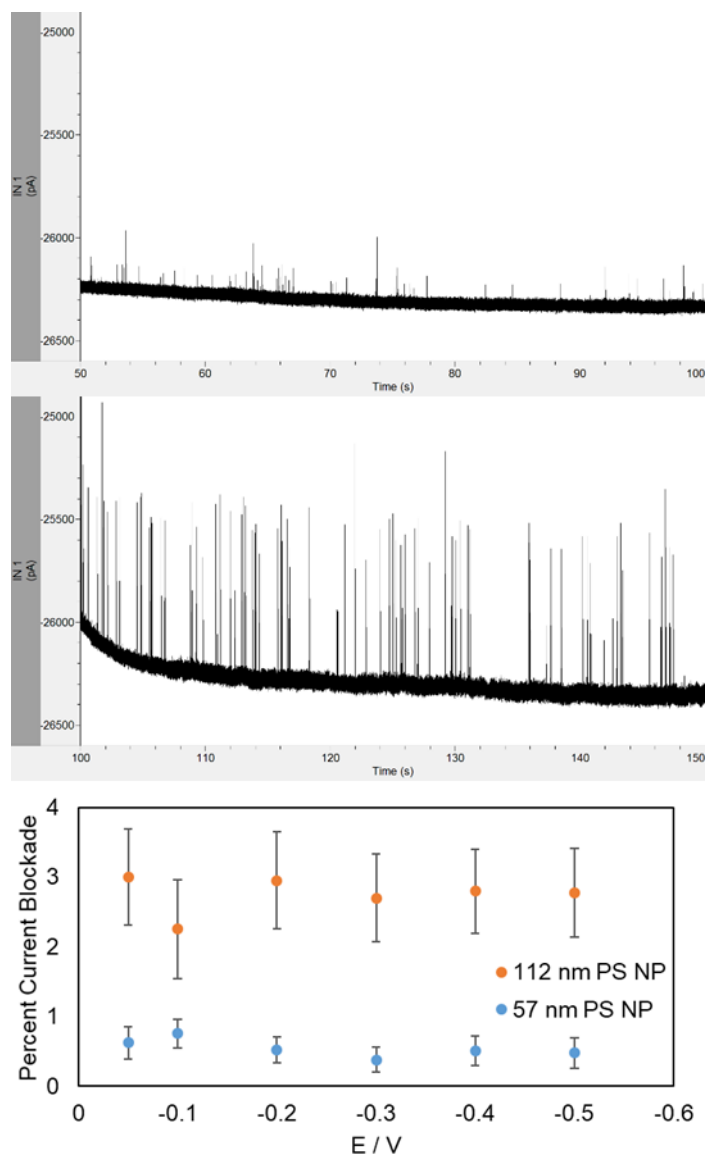 -25000
-25500
-26000
-26500
IN 1
(pA)
50 60 70 80 90 100
Time (s)
-25000
-25500
-26000
-26500
IN 1
(pA)
100 110 120 130 140 150
Time (s)
4
3
2
1
0
Percent Current Blockade
112 nm PS NP
57 nm PS NP
0 -0.1 -0.2 -0.3 -0.4 -0.5 -0.6
E / V